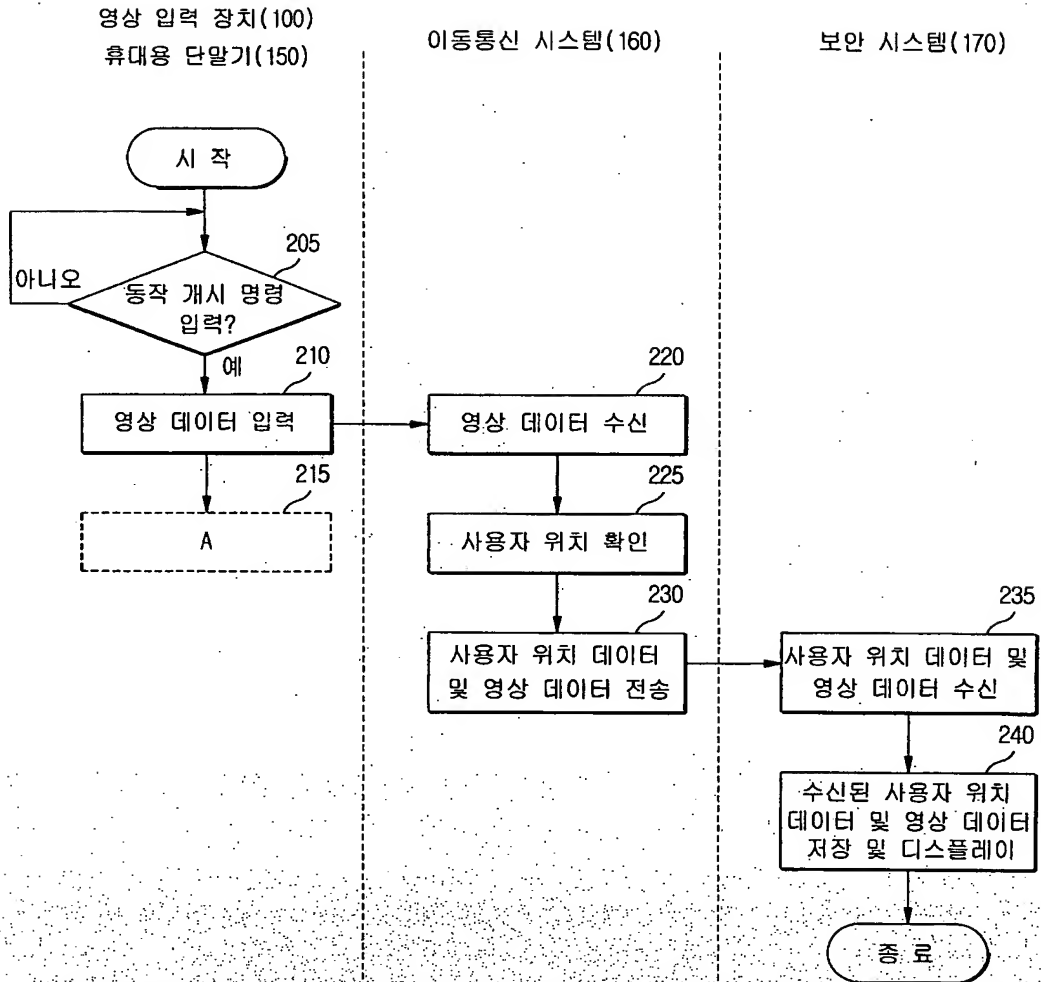 영상 입력 장치(100)
휴대용 단말기(150)
이동통신 시스템(160)
보안 시스템(170)
시 작
205
아니오
동작 개시 명령
입력?
예
210
영상 데이터 입력
215
A
220
영상 데이터 수신
225
사용자 위치 확인
230
사용자 위치 데이터
및 영상 데이터 전송
235
사용자 위치 데이터 및
영상 데이터 수신
240
수신된 사용자 위치
데이터 및 영상 데이터
저장 및 디스플레이
종 료